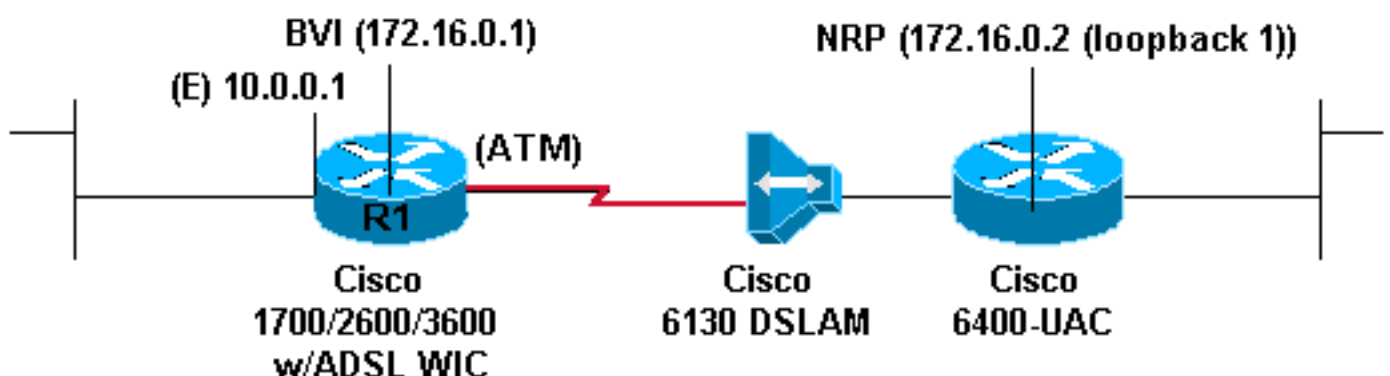 BVI (172.16.0.1)
NRP (172.16.0.2 (loopback 1))
(E) 10.0.0.1
(ATM)
R1
Cisco
1700/2600/3600
w/ADSL WIC
Cisco
6130 DSLAM
Cisco
6400-UAC